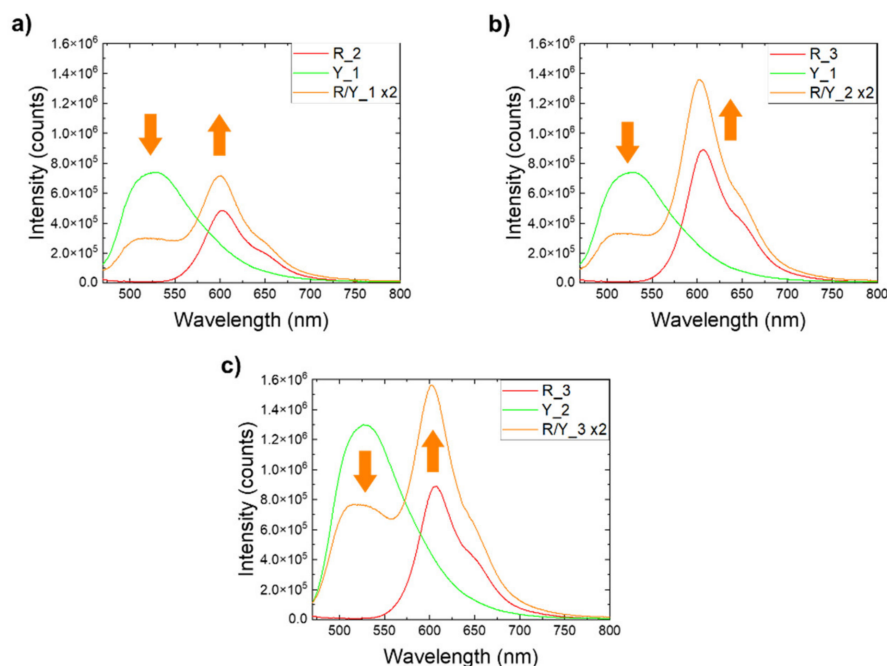 a)
1.6×10⁶
1.4×10⁶
1.2×10⁶
1.0×10⁶
8.0×10⁵
6.0×10⁵
4.0×10⁵
2.0×10⁵
0.0
Intensity (counts)
R_2
Y_1
R/Y_1 x2
500 550 600 650 700 750 800
Wavelength (nm)
b)
1.6×10⁶
1.4×10⁶
1.2×10⁶
1.0×10⁶
8.0×10⁵
6.0×10⁵
4.0×10⁵
2.0×10⁵
0.0
Intensity (counts)
R_3
Y_1
R/Y_2 x2
500 550 600 650 700 750 800
Wavelength (nm)
c)
1.6×10⁶
1.4×10⁶
1.2×10⁶
1.0×10⁶
8.0×10⁵
6.0×10⁵
4.0×10⁵
2.0×10⁵
0.0
Intensity (counts)
R_3
Y_2
R/Y_3 x2
500 550 600 650 700 750 800
Wavelength (nm)